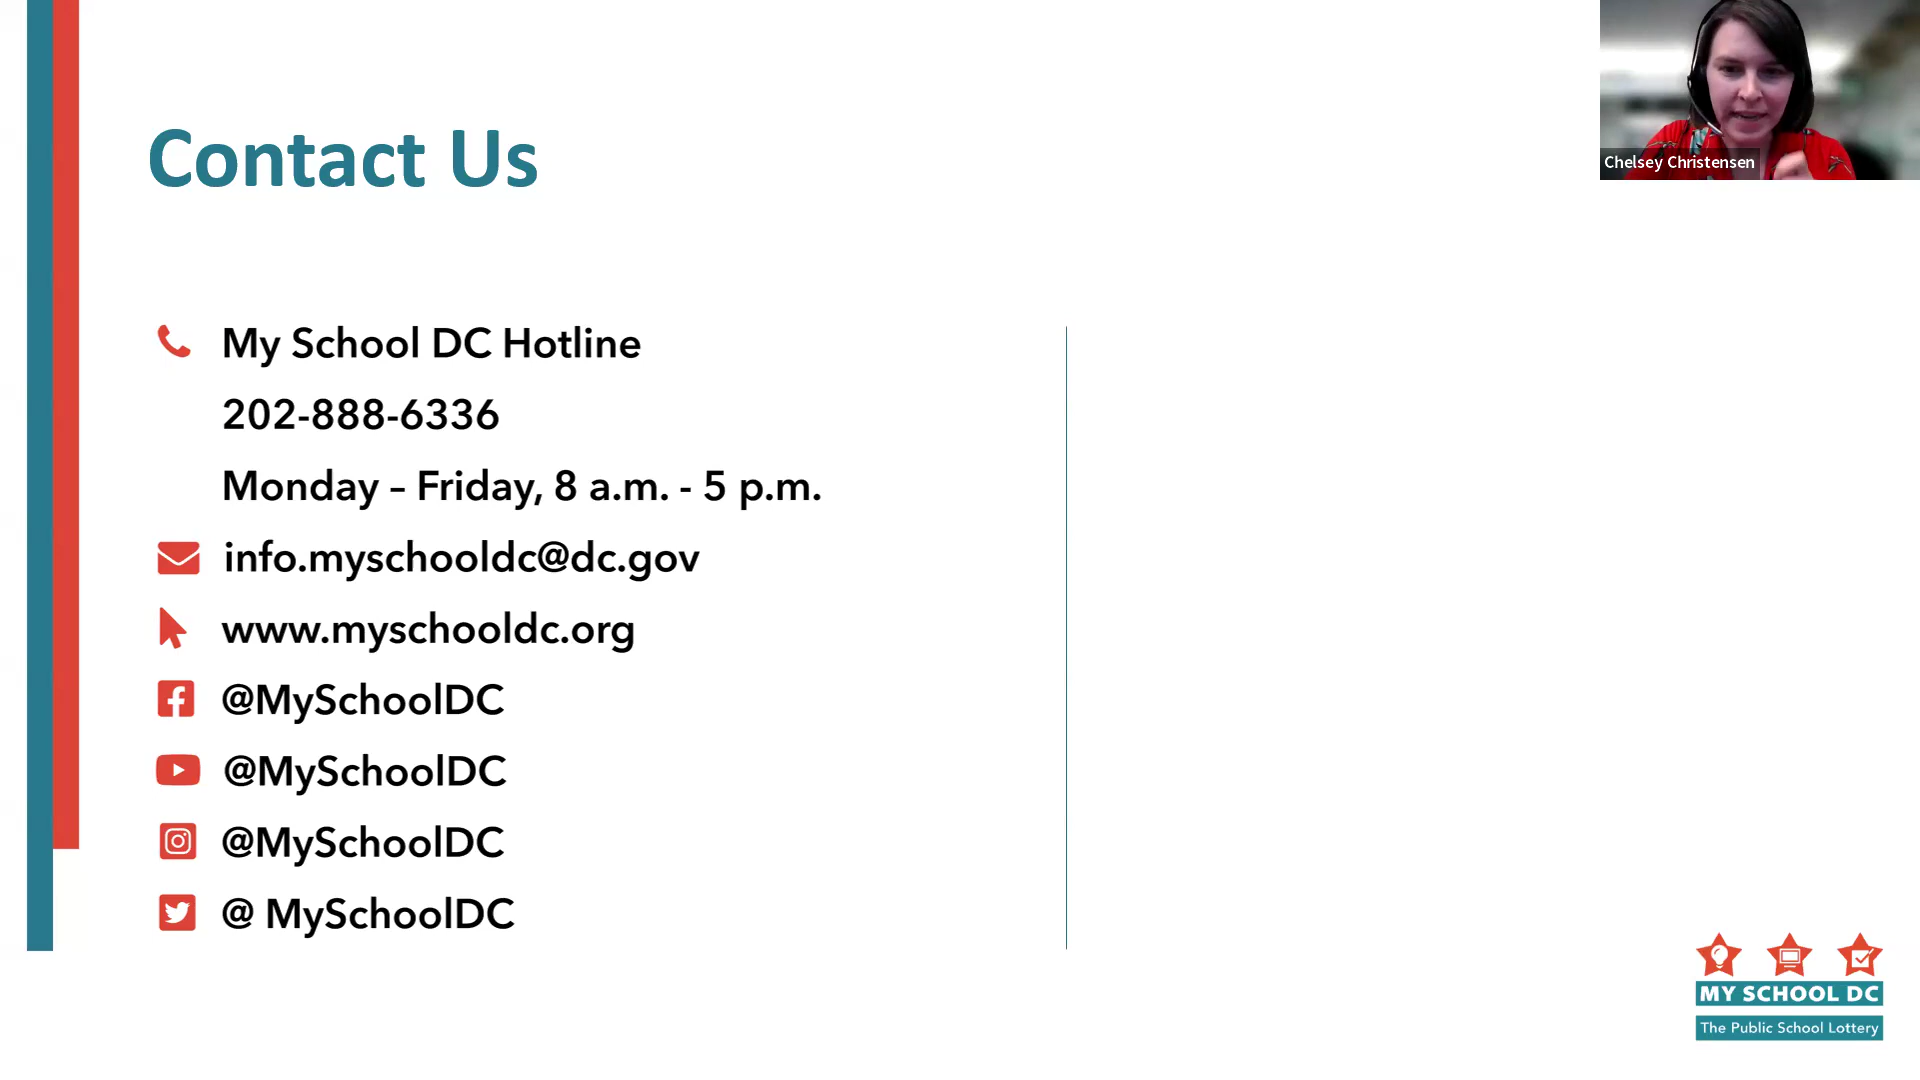 Contact Us
Chelsey Christensen
My School DC Hotline
202-888-6336
Monday – Friday, 8 a.m. - 5 p.m.
info.myschooldc@dc.gov
www.myschooldc.org
@MySchoolDC
@MySchoolDC
@MySchoolDC
@ MySchoolDC
MY SCHOOL DC
The Public School Lottery